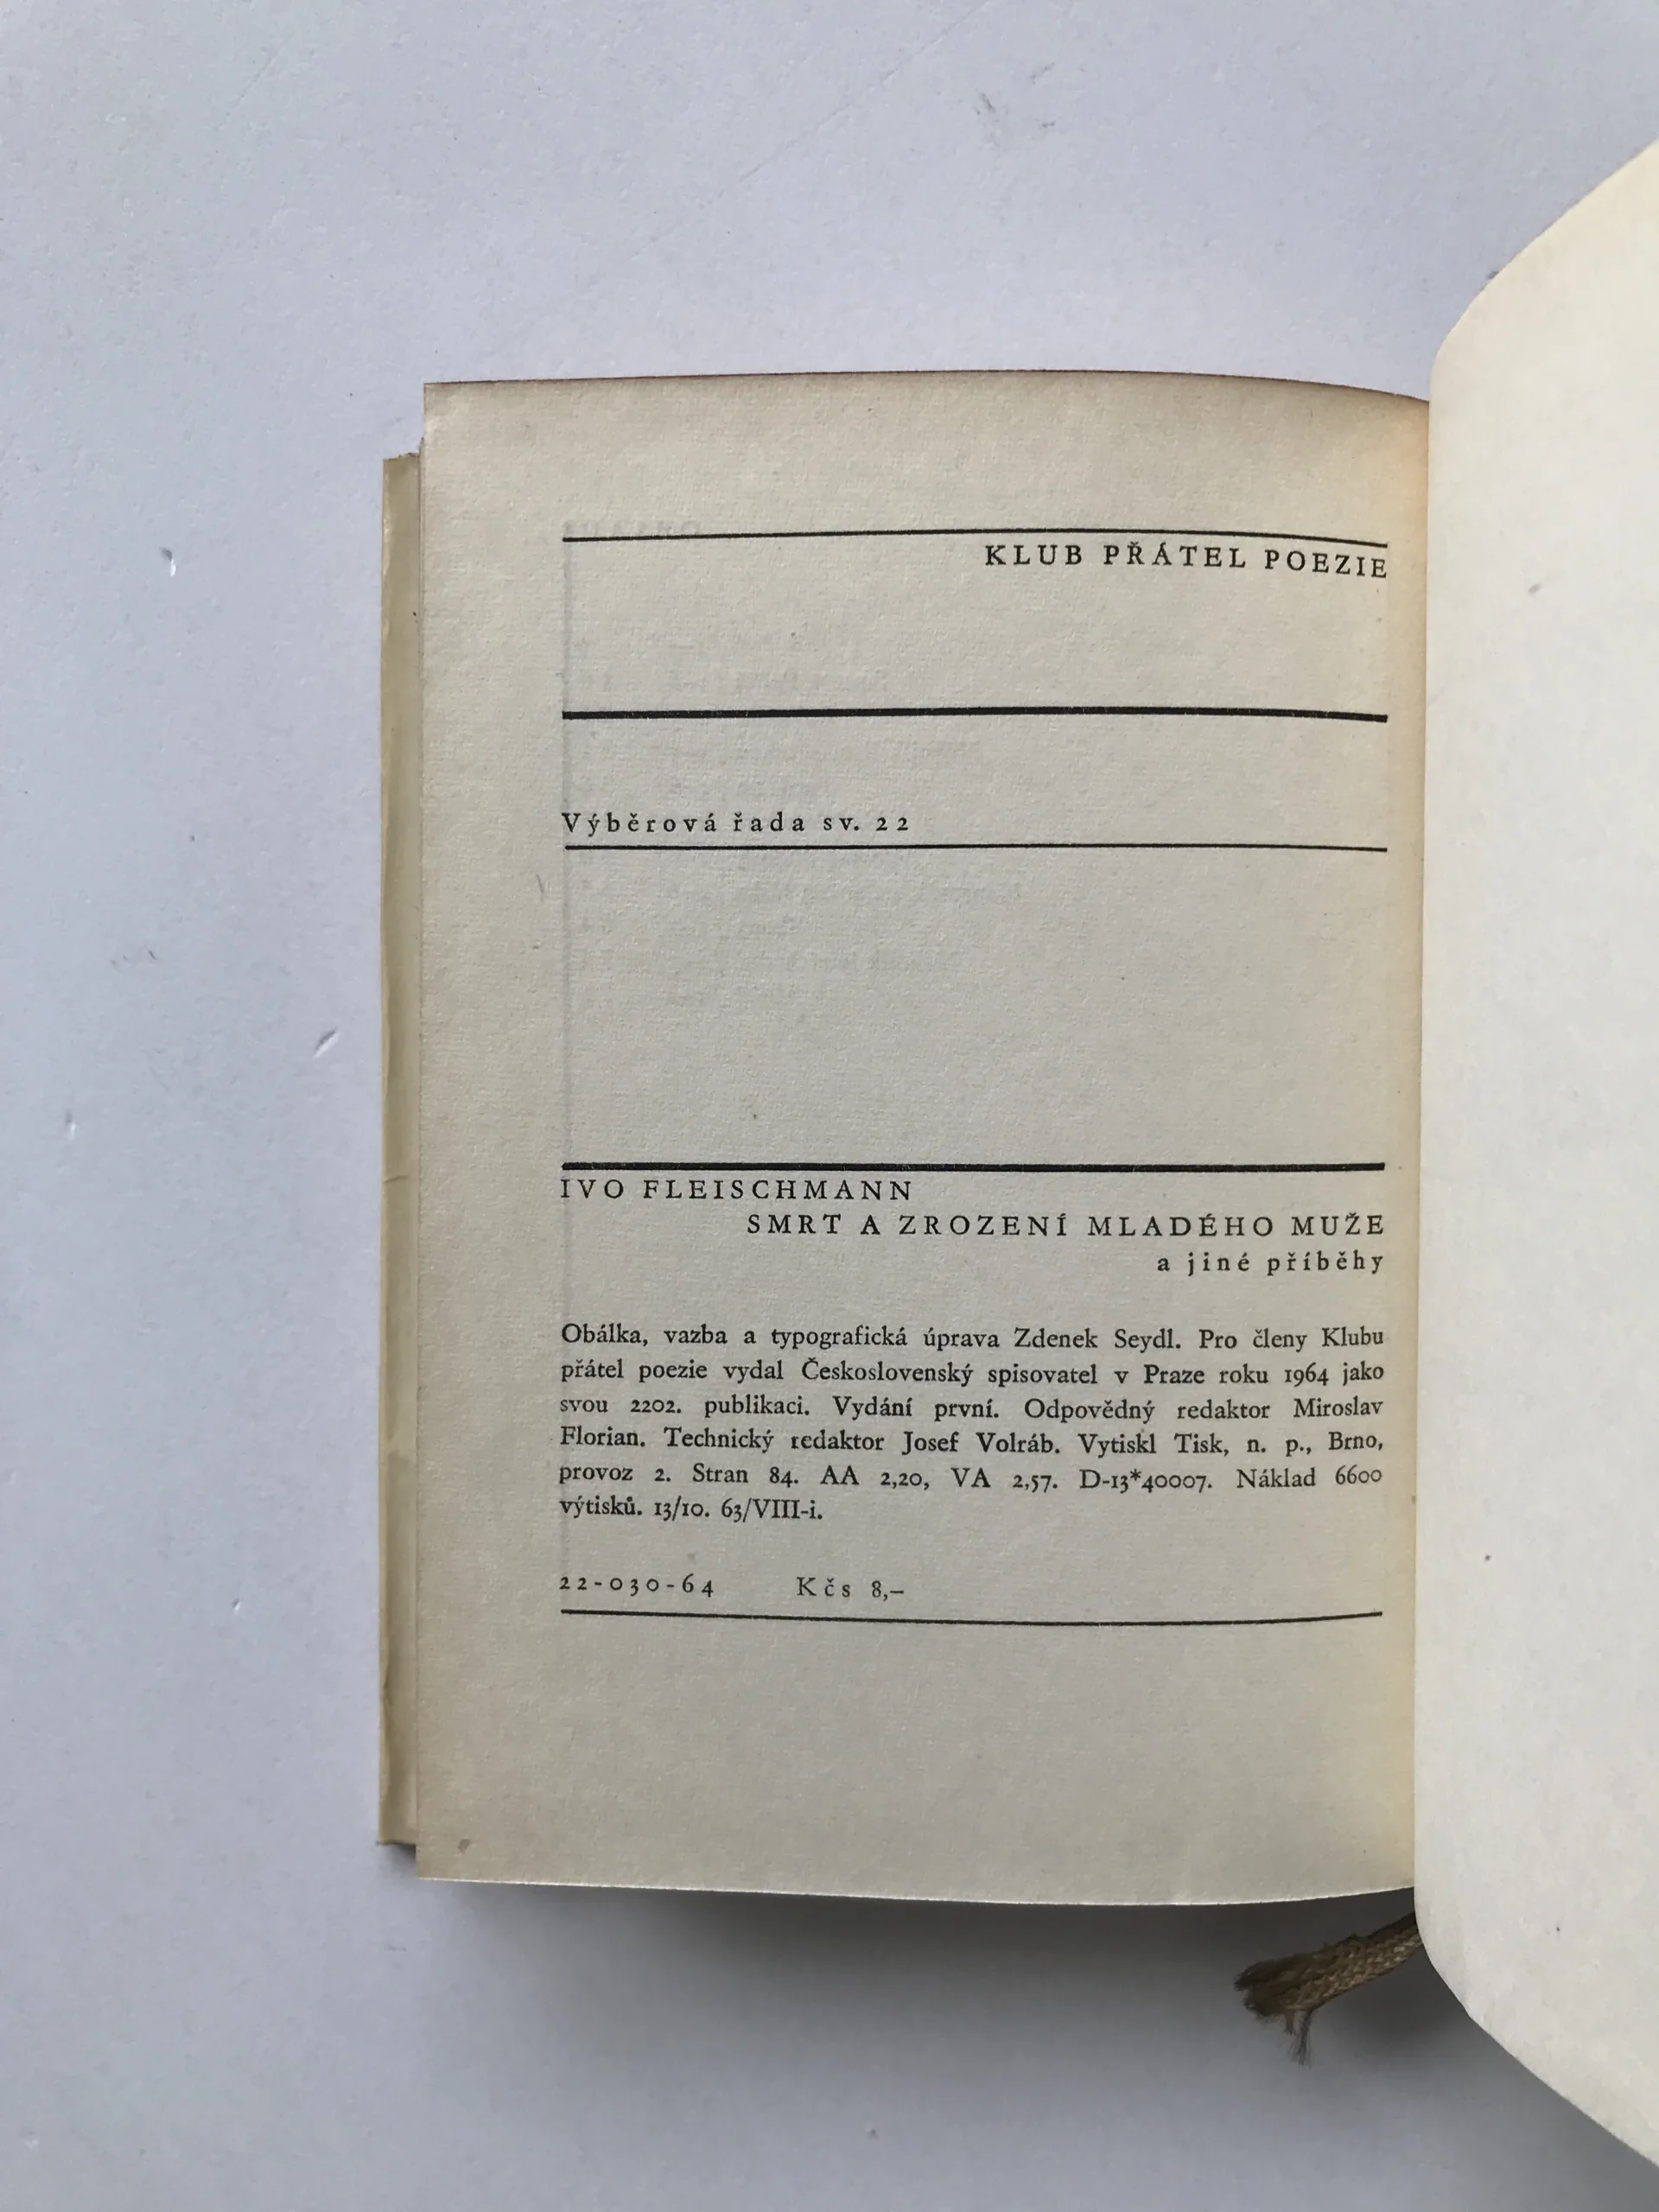 KLUB PŘÁTEL POEZIE
Výběrová řada sv. 22
IVO FLEISCHMANN
SMRT A ZROZENÍ MLADÉHO MUŽE
a jiné příběhy
Obálka, vazba a typografická úprava Zdenek Seydl. Pro členy Klubu
přátel poezie vydal Československý spisovatel v Praze roku 1964 jako
svou 2202. publikaci. Vydání první. Odpovědný redaktor Miroslav
Florian. Technický redaktor Josef Volráb. Vytiskl Tisk, n. p., Brno,
provoz 2. Stran 84. AA 2,20, VA 2,57. D-13*40007. Náklad 6600
výtisků. 13/10. 63/VIII-i.
22-030-64 Kčs 8,–